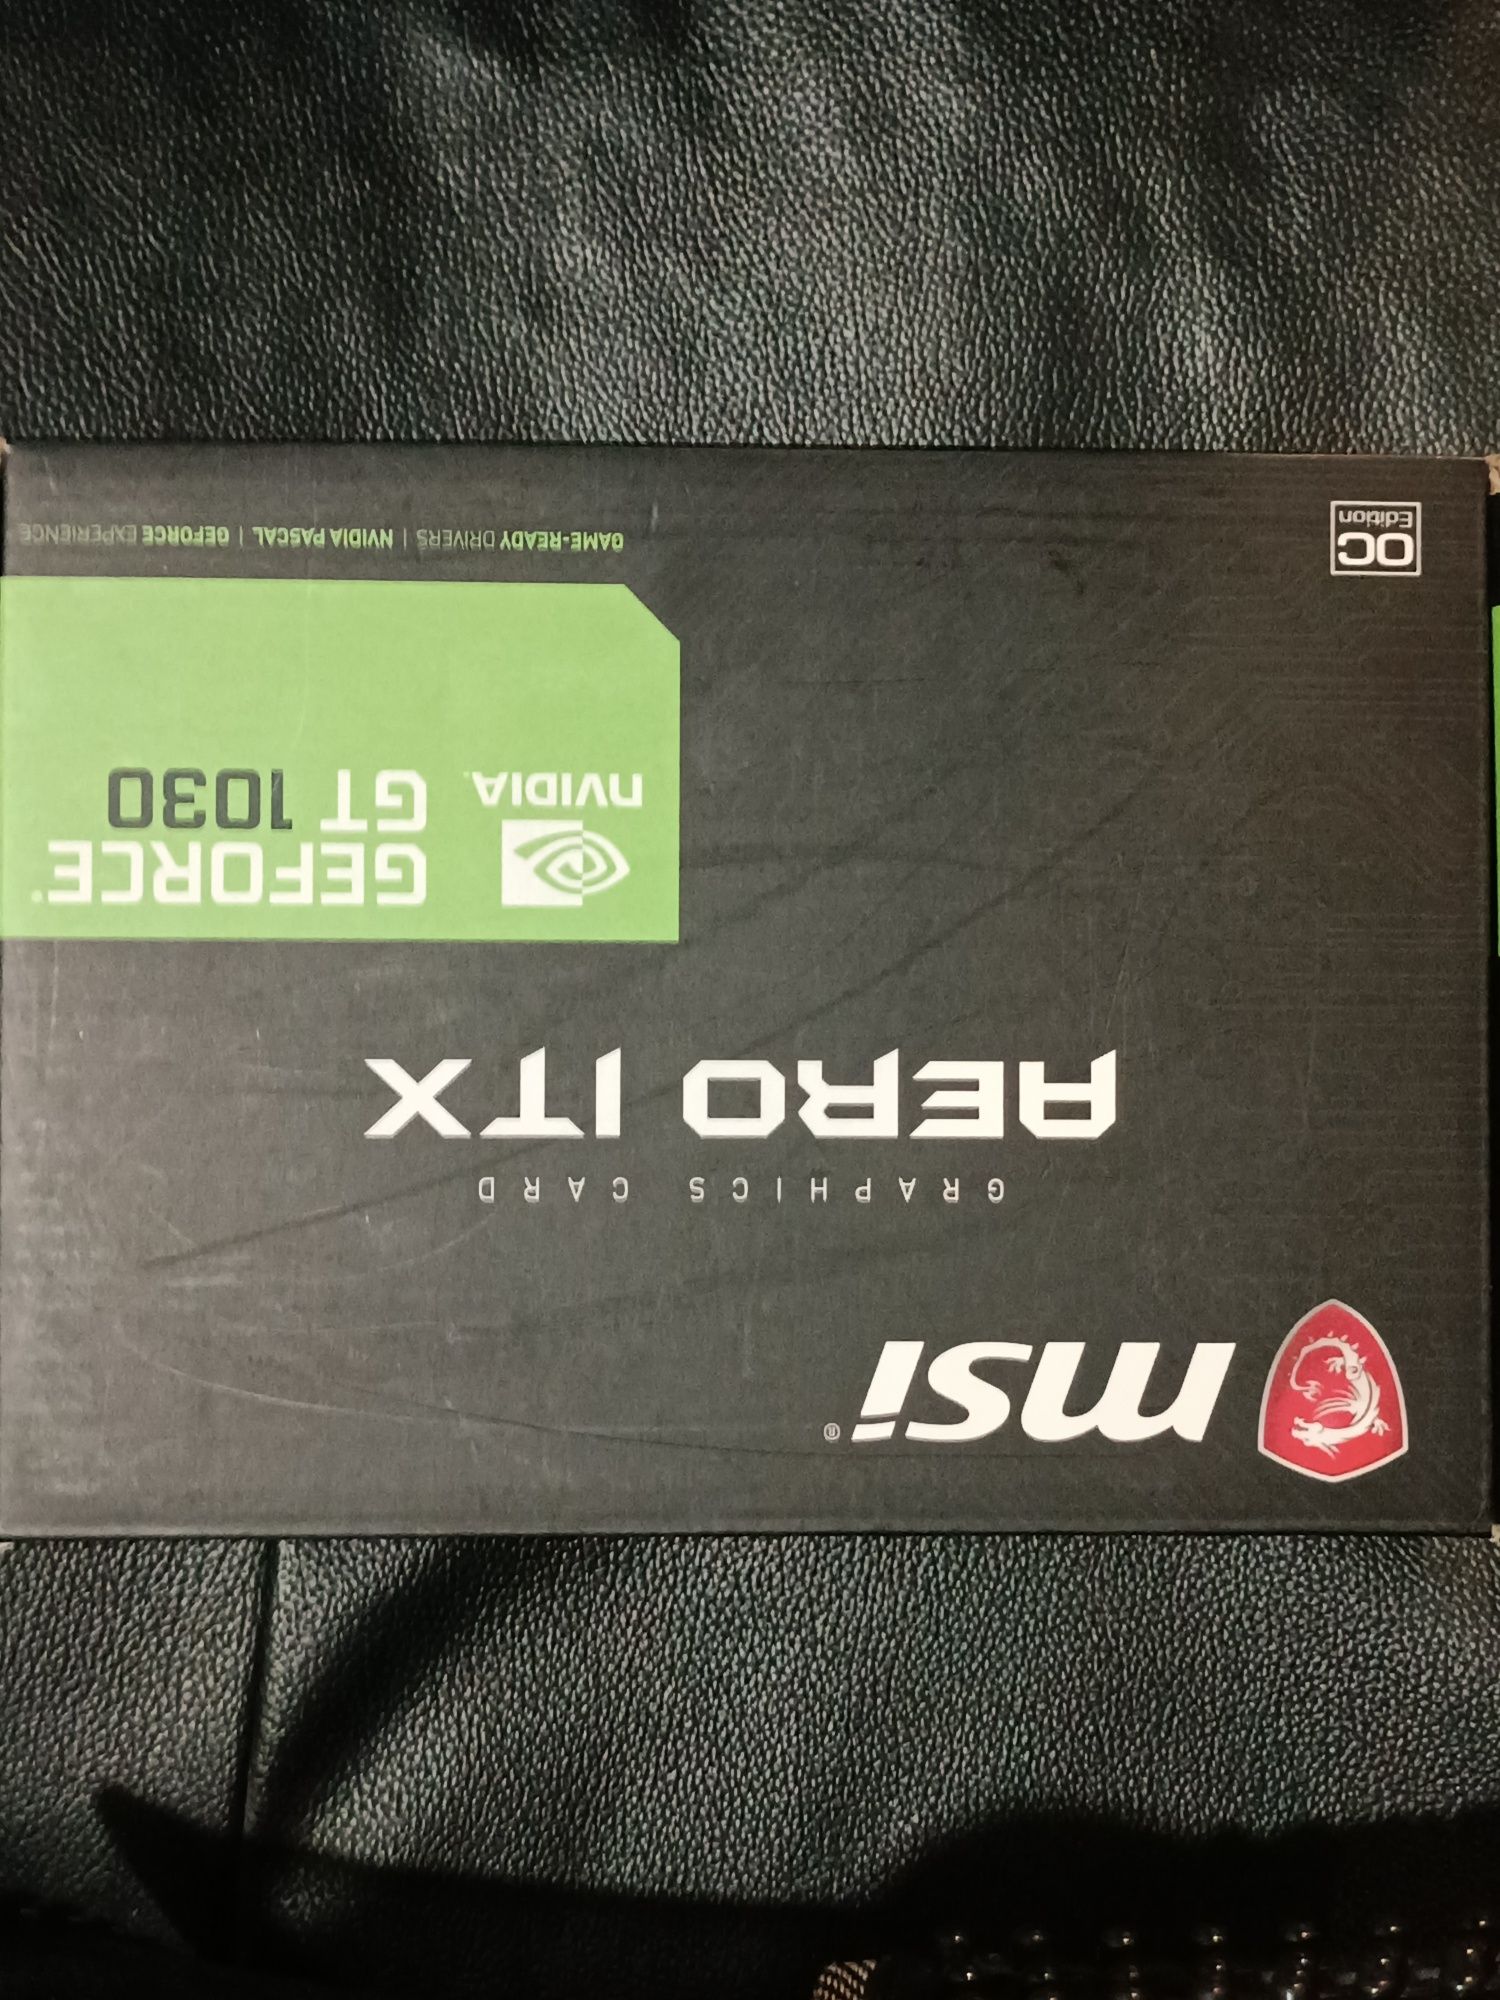 msi®
GRAPHICS CARD
AERO ITX
NVIDIA.
GEFORCE®
GT 1030
GAME-READY DRIVERS | NVIDIA PASCAL | GEFORCE EXPERIENCE
OC
Edition